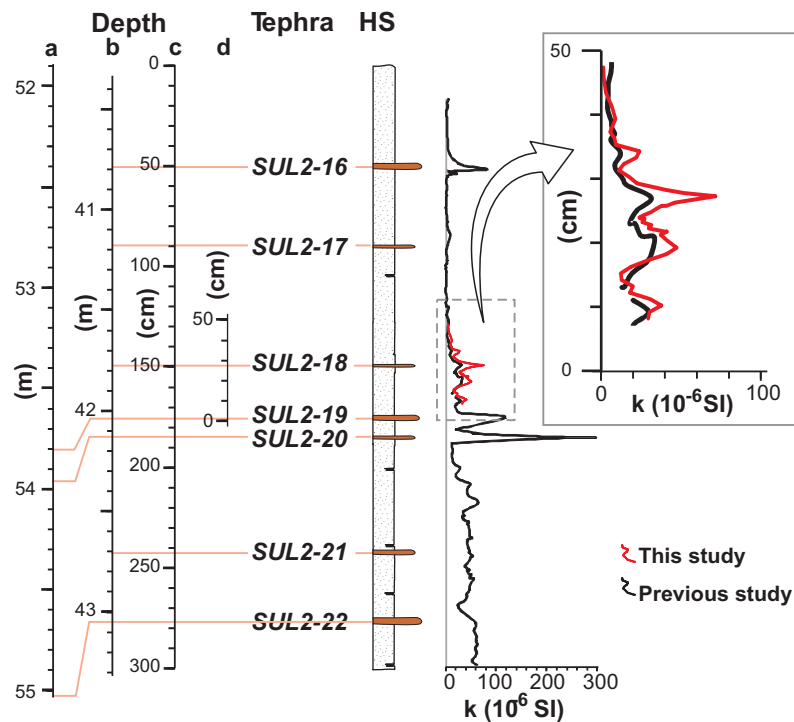 Depth Tephra HS
a b c d
52
53
54
55
(m)
41
42
43
(m)
0
50
100
150
200
250
300
(cm)
50
0
(cm)
SUL2-16
SUL2-17
SUL2-18
SUL2-19
SUL2-20
SUL2-21
SUL2-22
0 100 200 300
k (10-6 SI)
50
0
(cm)
0 100
k (10-6SI)
This study
Previous study